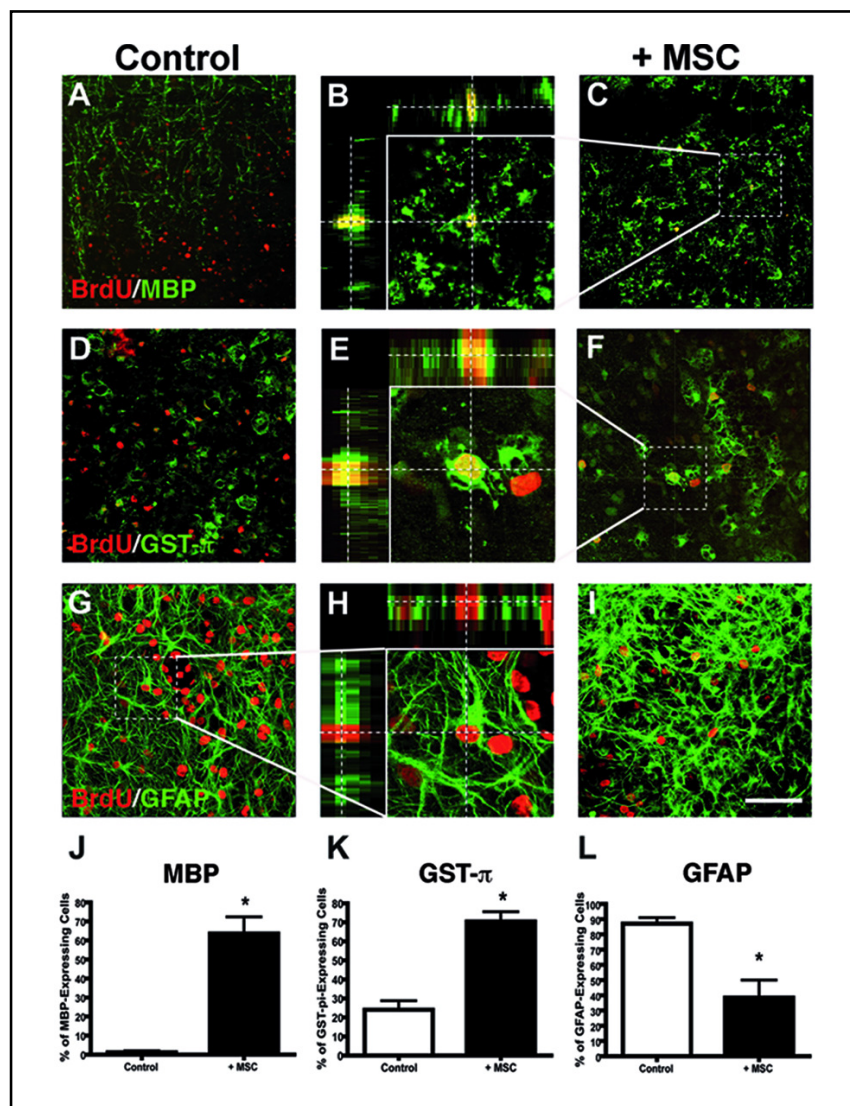 Control
+ MSC
A
B
C
BrdU/MBP
D
E
F
BrdU/GST-π
G
H
I
BrdU/GFAP
J
K
L
MBP
GST-π
GFAP
% of MBP-Expressing Cells
80
70
60
50
40
30
20
10
0
*
Control
+ MSC
% of GST-pi-Expressing Cells
80
70
60
50
40
30
20
10
0
*
Control
+ MSC
% of GFAP-Expressing Cells
90
80
70
60
50
40
30
20
10
0
*
Control
+ MSC